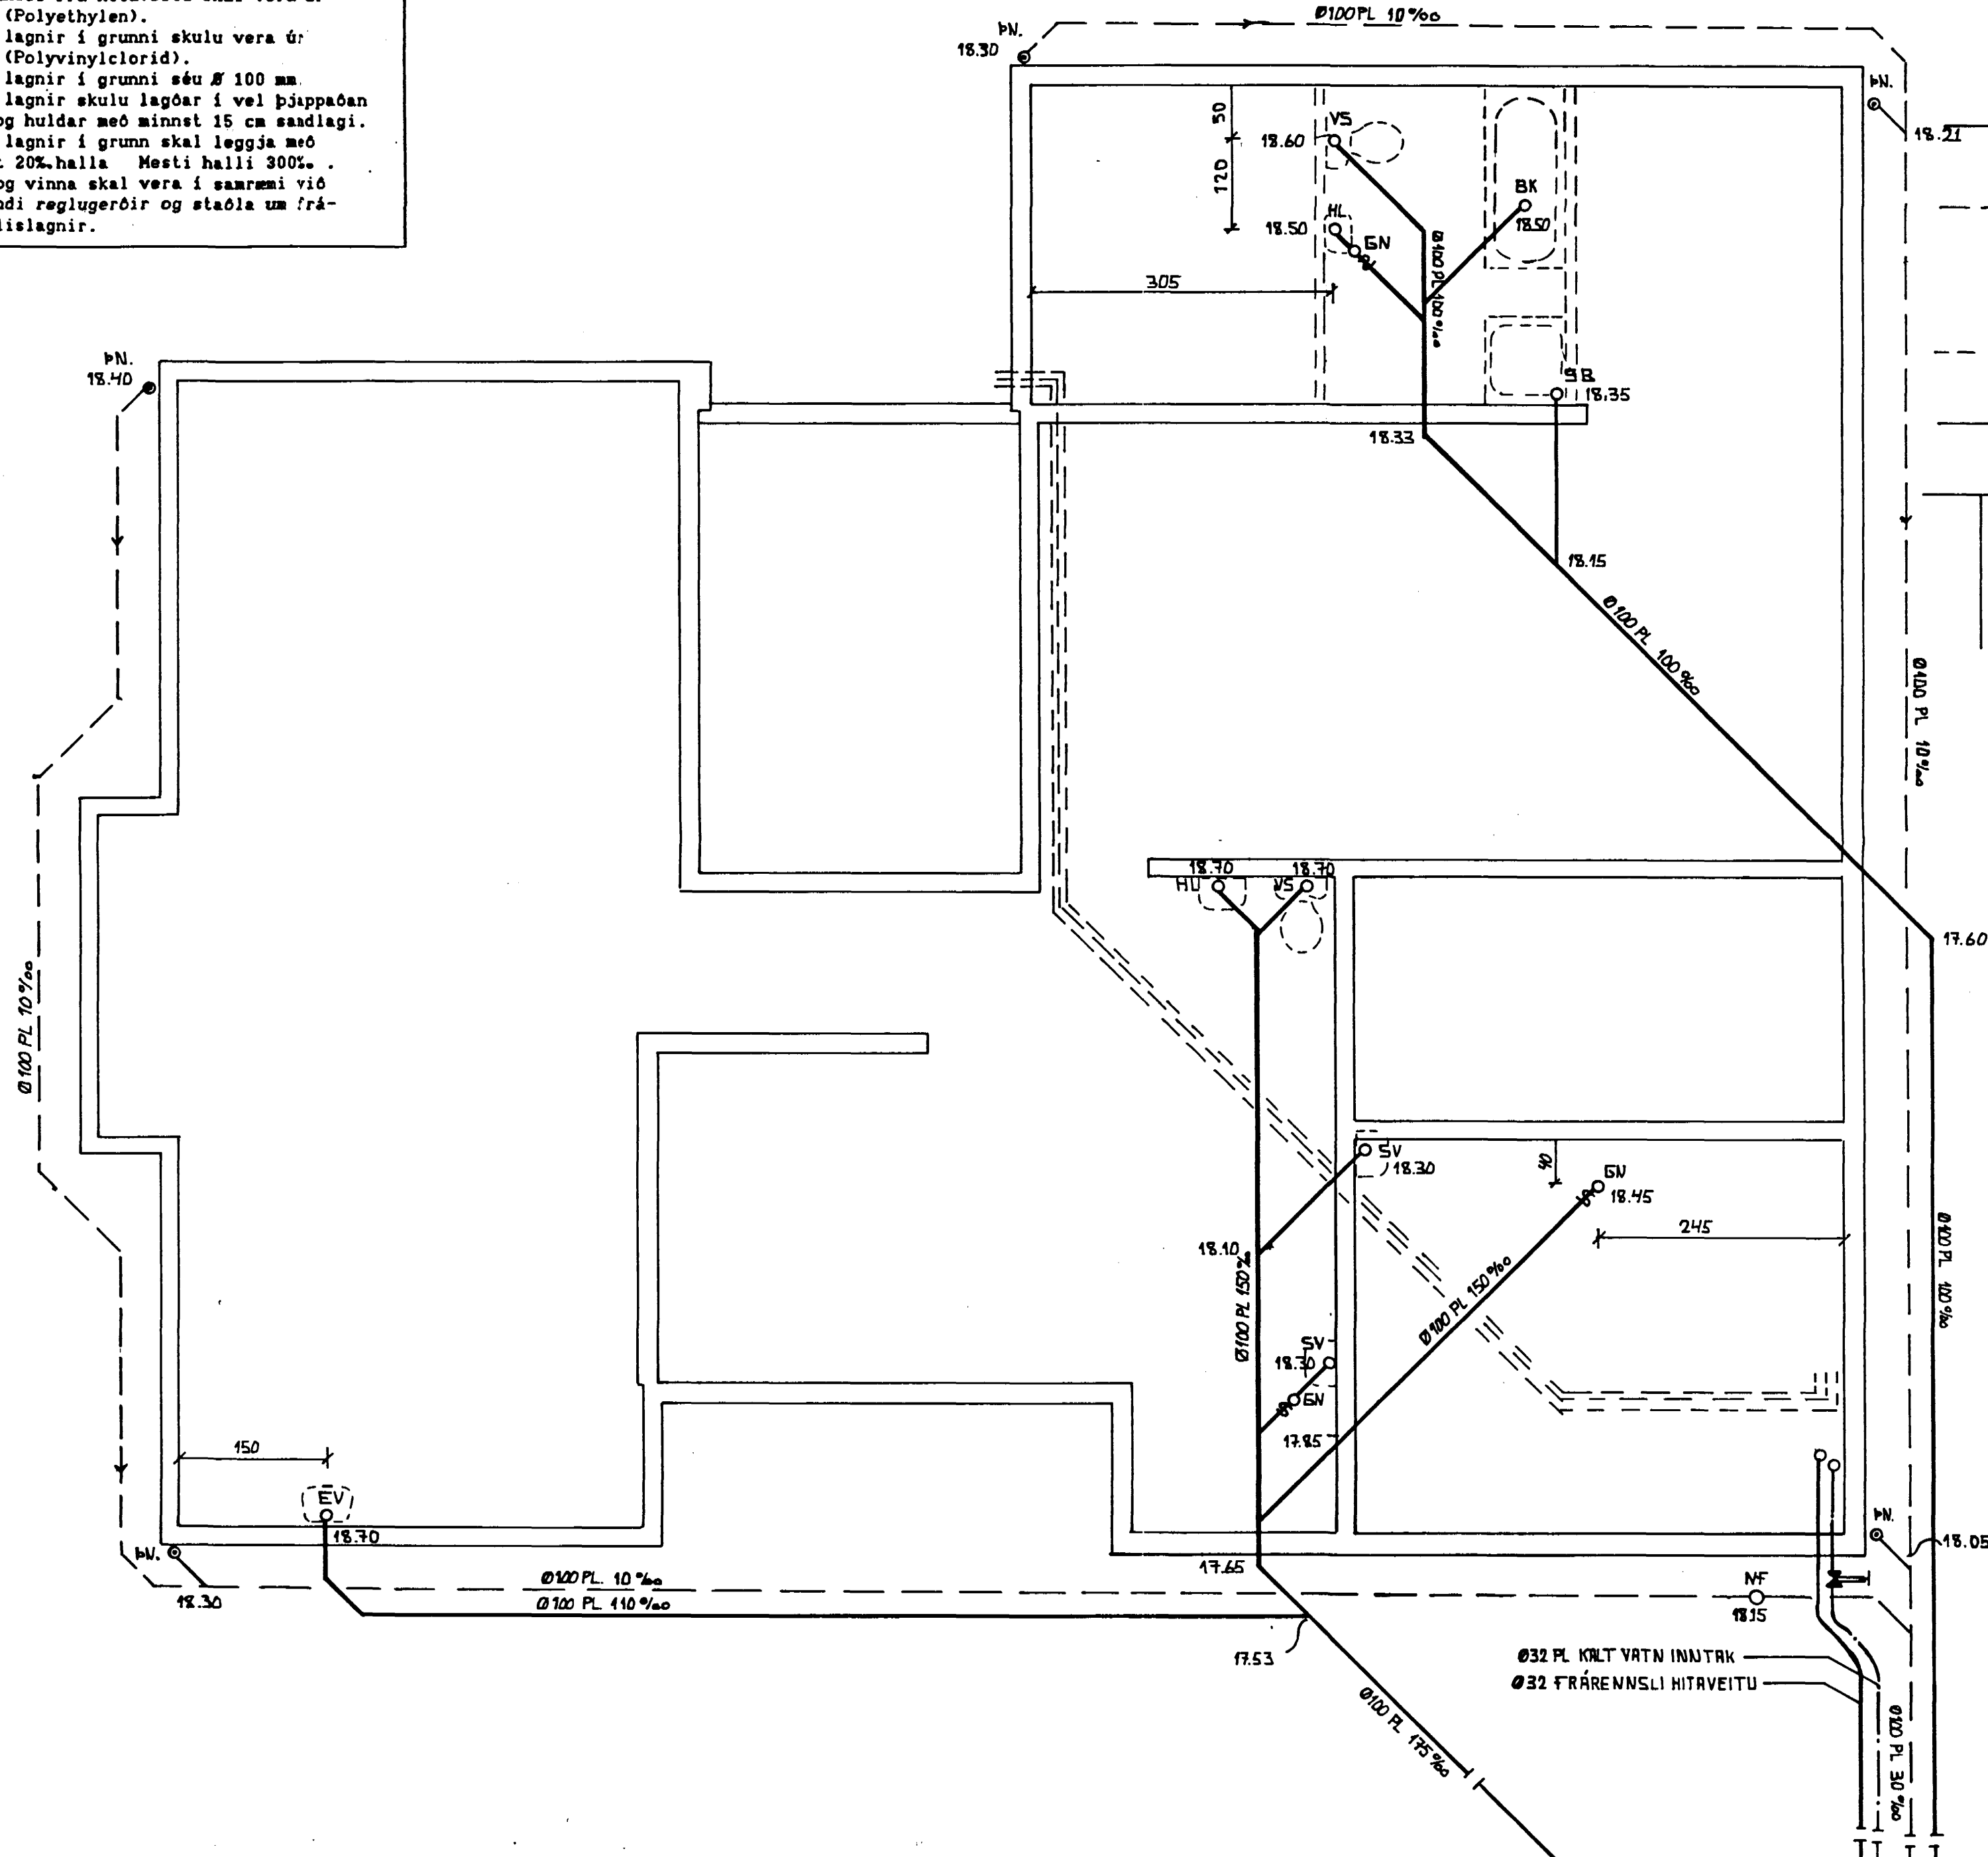 (Polyethylen).
lagnir í grunni skulu vera úr
(Polyvinylclorid).
lagnir í grunni séu Ø 100 mm.
lagnir skulu lagðar í vel þjappaðan
og huldar með minnst 15 cm sandlagi.
lagnir í grunn skal leggja með
20‰ halla Mesti halli 300‰ .
og vinna skal vera í samræmi við
reglugerðir og staðla um frá-
lislagnir.
Ø100 PL 10‰
ÞN.
18.30
ÞN.
18.21
50
VS
18.60
120
BK
18.50
HL
18.50
GN
Ø100 PL 100‰
305
ÞN.
18.40
SB
18.35
18.33
18.15
Ø100 PL 100‰
Ø100 PL 10‰
18.70
18.70
HL
VS
17.60
Ø100 PL 10‰
SV
18.30
40
GN
18.45
245
18.10
Ø100 PL 150‰
Ø100 PL 150‰
Ø100 PL 100‰
SV
18.30
GN
17.85
150
EV
18.70
ÞN.
18.30
ÞN.
18.05
17.65
Ø100 PL. 10‰
Ø100 PL. 110‰
NF
18.15
17.53
Ø32 PL KALT VATN INNTAK
Ø32 FRÁRENNSLI HITAVEITU
Ø100 PL 175‰
Ø100 PL 30‰